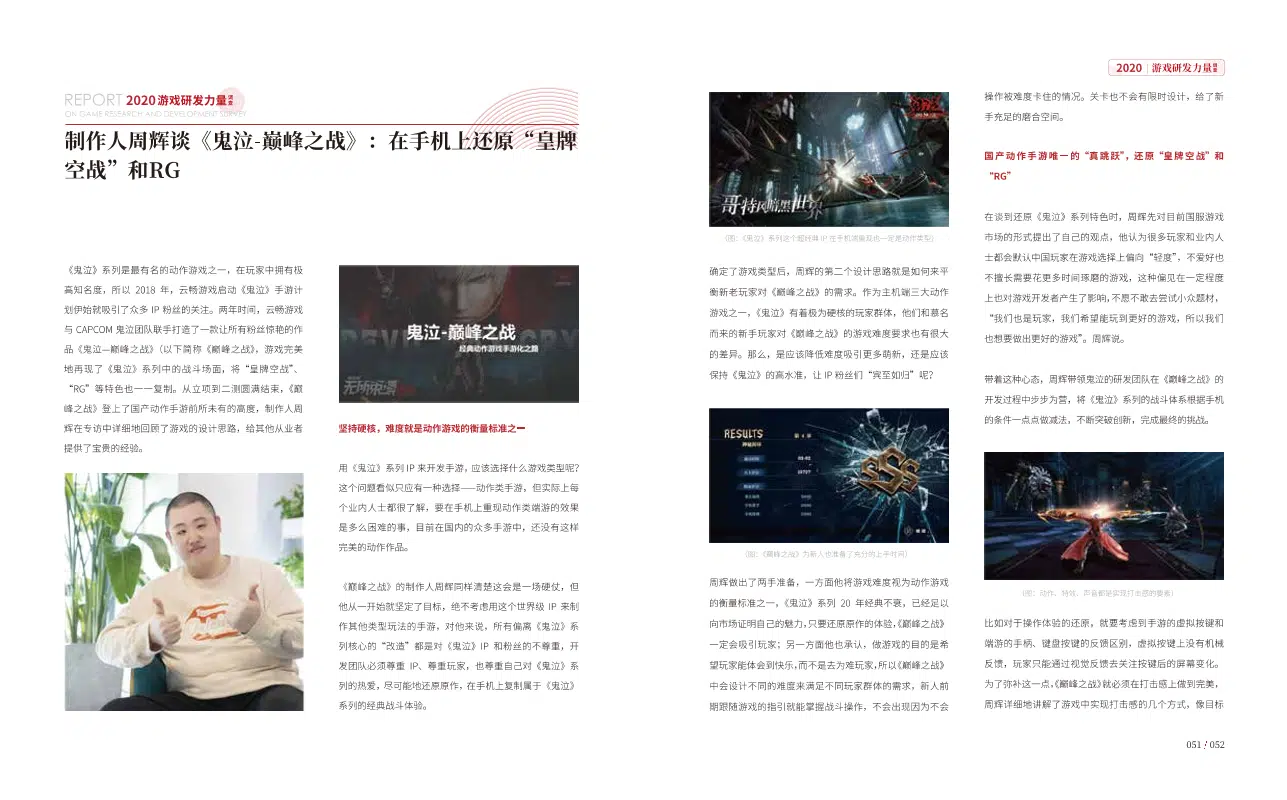 REPORT 2020游戏研发力量调查
ON GAME RESEARCH AND DEVELOPMENT SURVEY
制作人周辉谈《鬼泣-巅峰之战》：在手机上还原“皇牌
空战”和RG
《鬼泣》系列是最有名的动作游戏之一，在玩家中拥有极
高知名度，所以 2018 年，云畅游戏启动《鬼泣》手游计
划伊始就吸引了众多 IP 粉丝的关注。两年时间，云畅游戏
与 CAPCOM 鬼泣团队联手打造了一款让所有粉丝惊艳的作
品《鬼泣—巅峰之战》（以下简称《巅峰之战》，游戏完美
地再现了《鬼泣》系列中的战斗场面，将“皇牌空战”、
“RG”等特色也一一复制。从立项到二测圆满结束，《巅
峰之战》登上了国产动作手游前所未有的高度，制作人周
辉在专访中详细地回顾了游戏的设计思路，给其他从业者
提供了宝贵的经验。
鬼泣-巅峰之战
经典动作游戏手游化之路
坚持硬核，难度就是动作游戏的衡量标准之一
用《鬼泣》系列 IP 来开发手游，应该选择什么游戏类型呢？
这个问题看似只应有一种选择——动作类手游，但实际上每
个业内人士都很了解，要在手机上重现动作类端游的效果
是多么困难的事，目前在国内的众多手游中，还没有这样
完美的动作作品。
《巅峰之战》的制作人周辉同样清楚这会是一场硬仗，但
他从一开始就坚定了目标，绝不考虑用这个世界级 IP 来制
作其他类型玩法的手游，对他来说，所有偏离《鬼泣》系
列核心的“改造”都是对《鬼泣》IP 和粉丝的不尊重，开
发团队必须尊重 IP、尊重玩家，也尊重自己对《鬼泣》系
列的热爱，尽可能地还原原作，在手机上复制属于《鬼泣》
系列的经典战斗体验。
哥特风暗黑世界
（图：《鬼泣》系列这个超经典 IP 在手机端重现也一定是动作类型）
确定了游戏类型后，周辉的第二个设计思路就是如何来平
衡新老玩家对《巅峰之战》的需求。作为主机端三大动作
游戏之一，《鬼泣》有着极为硬核的玩家群体，他们和慕名
而来的新手玩家对《巅峰之战》的游戏难度要求也有很大
的差异。那么，是应该降低难度吸引更多萌新，还是应该
保持《鬼泣》的高水准，让 IP 粉丝们“宾至如归”呢？
RESULTS
SSS
（图：《巅峰之战》为新人也准备了充分的上手时间）
周辉做出了两手准备，一方面他将游戏难度视为动作游戏
的衡量标准之一，《鬼泣》系列 20 年经典不衰，已经足以
向市场证明自己的魅力，只要还原原作的体验，《巅峰之战》
一定会吸引玩家；另一方面他也承认，做游戏的目的是希
望玩家能体会到快乐，而不是去为难玩家，所以《巅峰之战》
中会设计不同的难度来满足不同玩家群体的需求，新人前
期跟随游戏的指引就能掌握战斗操作，不会出现因为不会
2020 游戏研发力量调查
操作被难度卡住的情况。关卡也不会有限时设计，给了新
手充足的磨合空间。
国产动作手游唯一的“真跳跃”，还原“皇牌空战”和
“RG”
在谈到还原《鬼泣》系列特色时，周辉先对目前国服游戏
市场的形式提出了自己的观点，他认为很多玩家和业内人
士都会默认中国玩家在游戏选择上偏向“轻度”，不爱好也
不擅长需要花更多时间琢磨的游戏，这种偏见在一定程度
上也对游戏开发者产生了影响，不愿不敢去尝试小众题材，
“我们也是玩家，我们希望能玩到更好的游戏，所以我们
也想要做出更好的游戏”。周辉说。
带着这种心态，周辉带领鬼泣的研发团队在《巅峰之战》的
开发过程中步步为营，将《鬼泣》系列的战斗体系根据手机
的条件一点点做减法，不断突破创新，完成最终的挑战。
（图：动作、特效、声音都是实现打击感的要素）
比如对于操作体验的还原，就要考虑到手游的虚拟按键和
端游的手柄、键盘按键的反馈区别，虚拟按键上没有机械
反馈，玩家只能通过视觉反馈去关注按键后的屏幕变化。
为了弥补这一点，《巅峰之战》就必须在打击感上做到完美，
周辉详细地讲解了游戏中实现打击感的几个方式，像目标
051 / 052